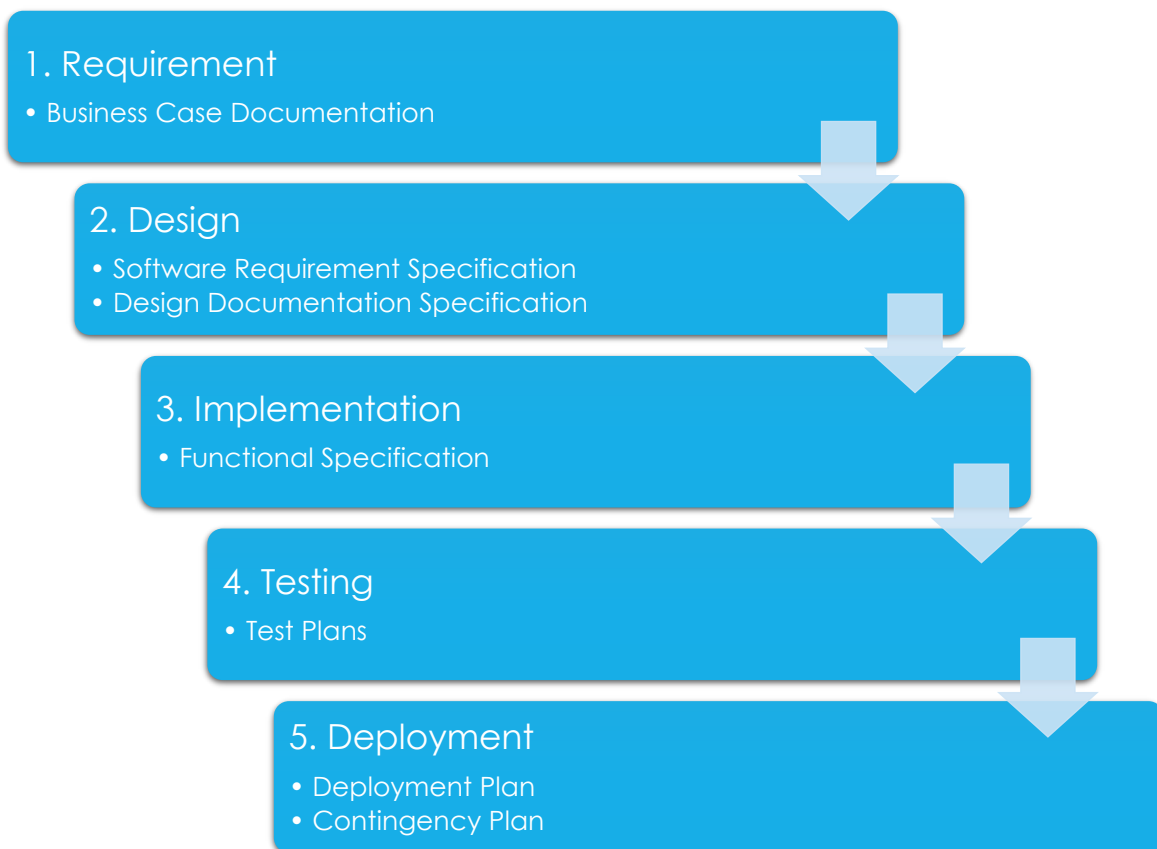 1. Requirement
• Business Case Documentation
2. Design
• Software Requirement Specification
• Design Documentation Specification
3. Implementation
• Functional Specification
4. Testing
• Test Plans
5. Deployment
• Deployment Plan
• Contingency Plan